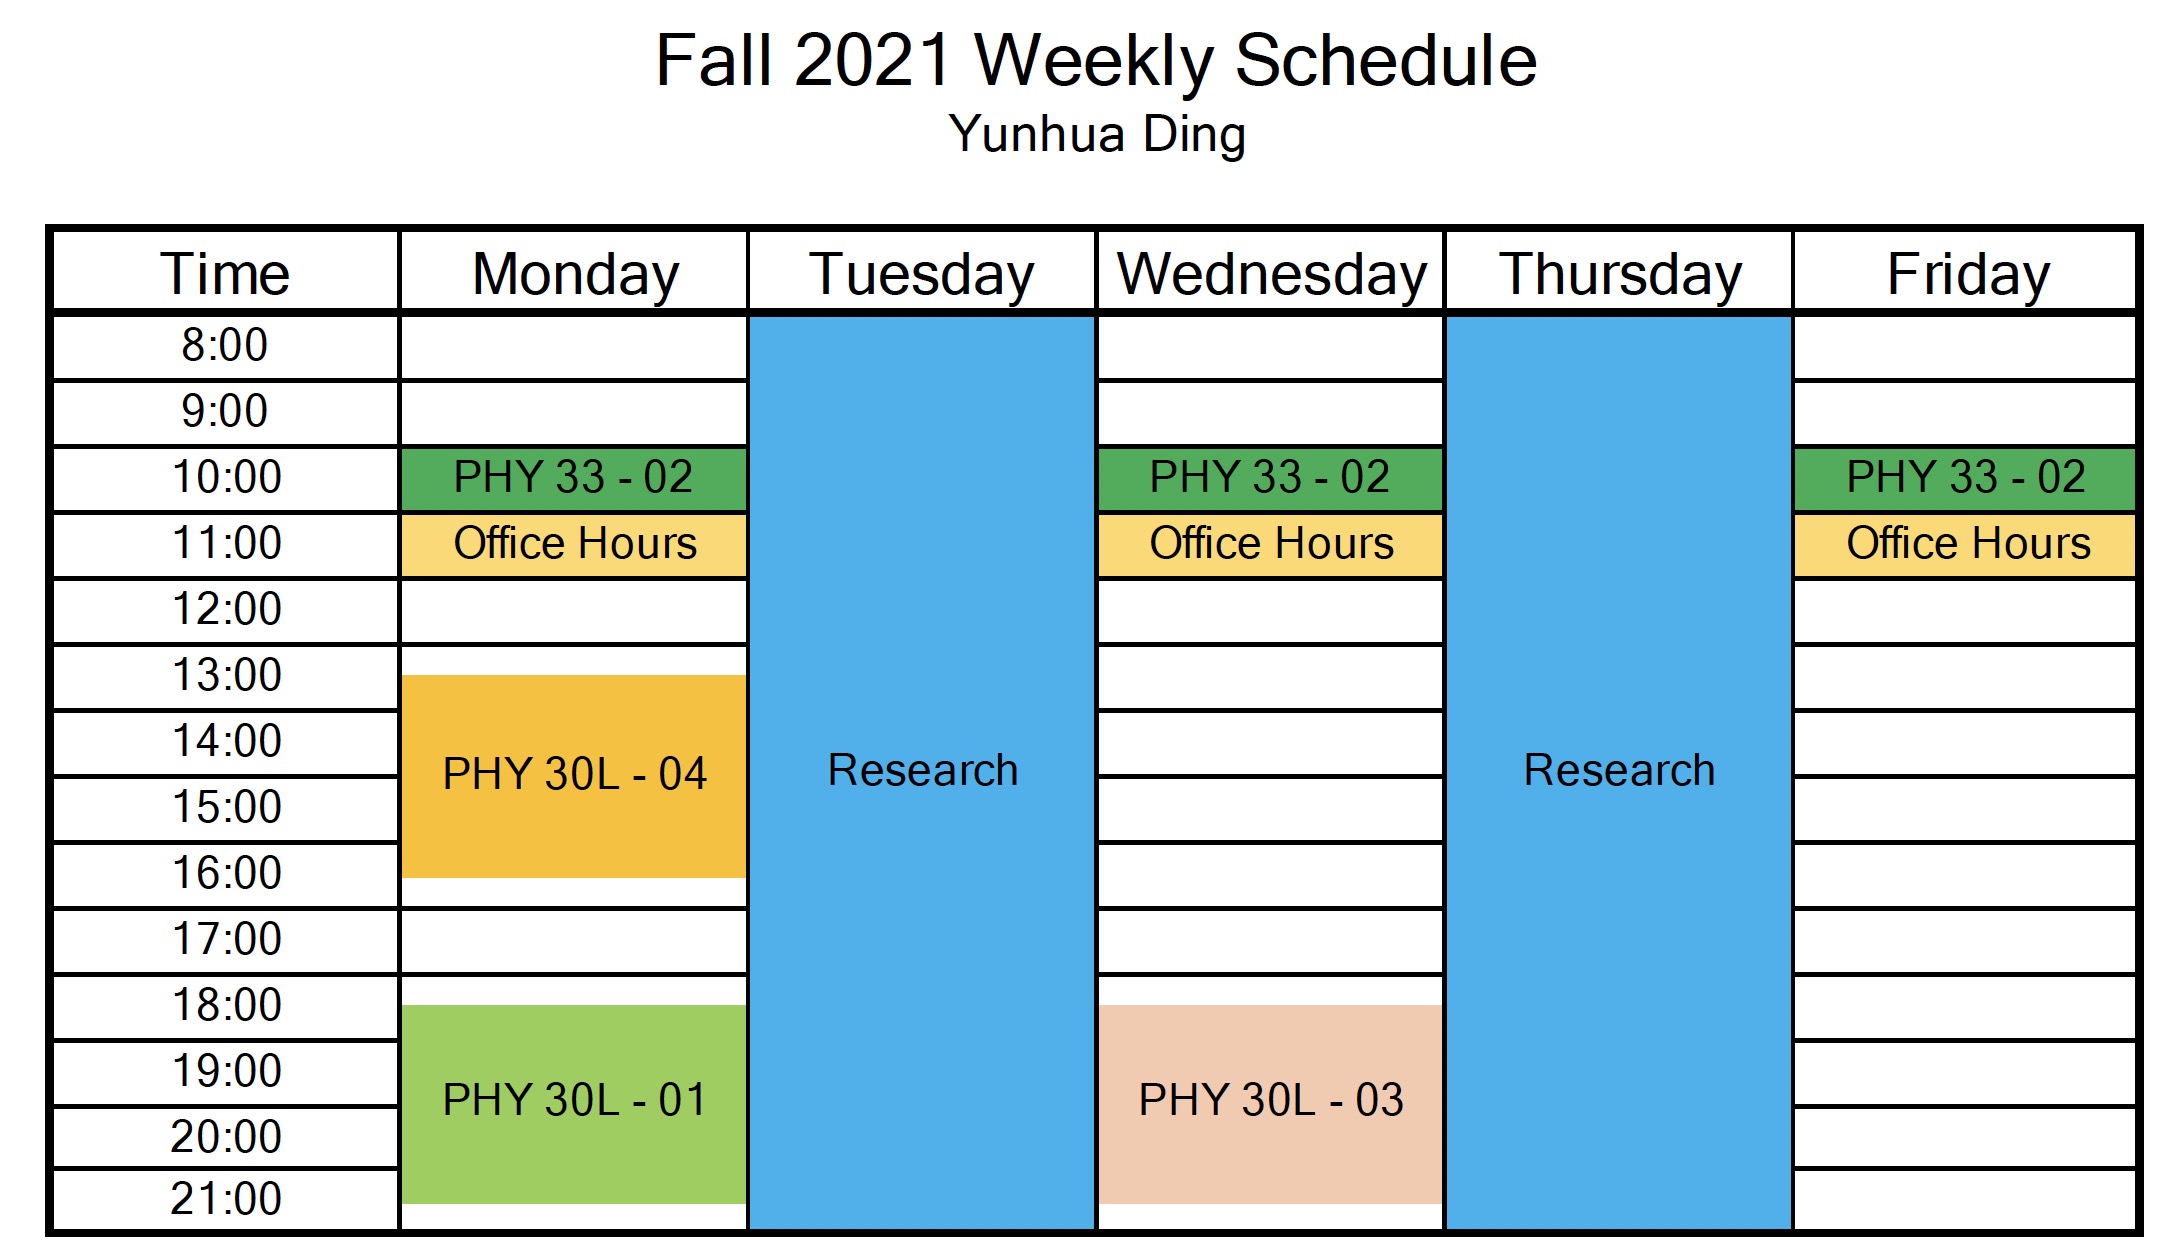 Fall 2021 Weekly Schedule
Yunhua Ding
Time Monday Tuesday Wednesday Thursday Friday
8:00
9:00
10:00 PHY 33 - 02 PHY 33 - 02 PHY 33 - 02
11:00 Office Hours Office Hours Office Hours
12:00
13:00
14:00
PHY 30L - 04 Research Research
15:00
16:00
17:00
18:00
19:00
PHY 30L - 01 PHY 30L - 03
20:00
21:00